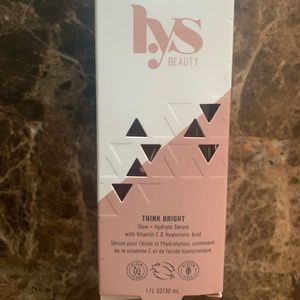 lys
BEAUTY
THINK BRIGHT
Glow + Hydrate Serum
with Vitamin C & Hyaluronic Acid
Sérum pour l'éclat et l'hydratation, contenant
de la vitamine C et de l'acide hyaluronique
1 FL OZ/30 mL